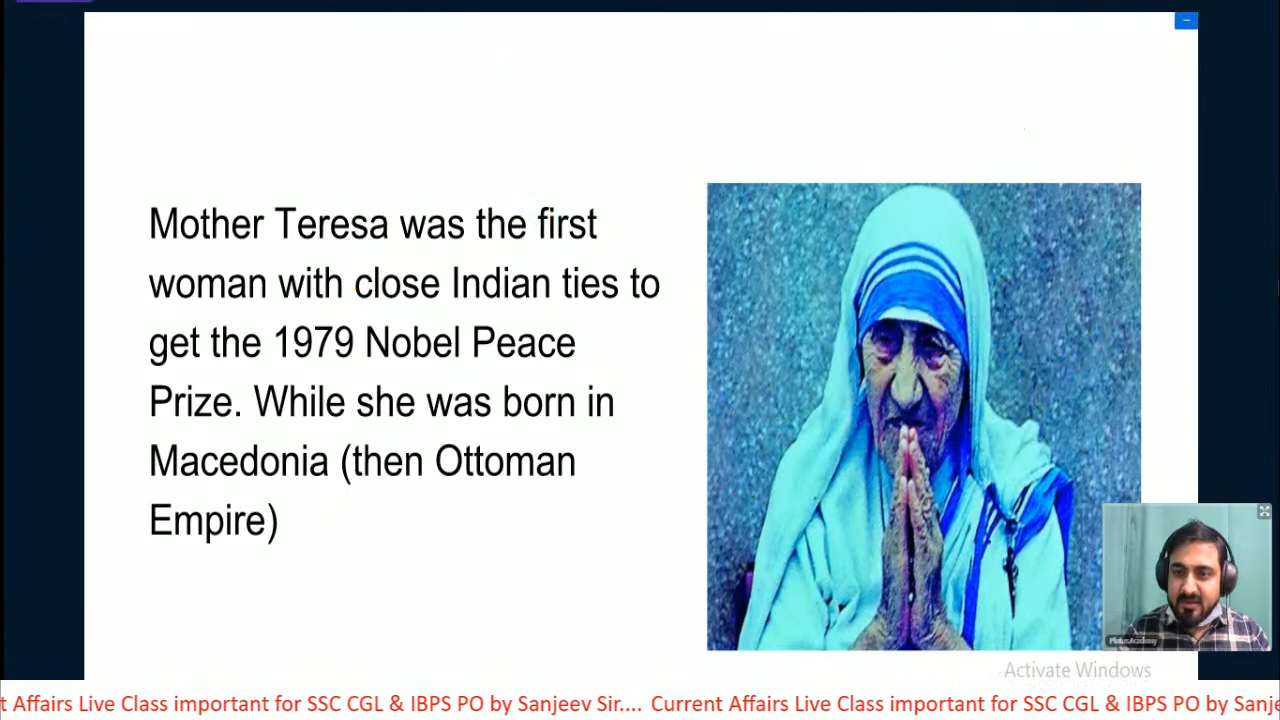 Mother Teresa was the first
woman with close Indian ties to
get the 1979 Nobel Peace
Prize. While she was born in
Macedonia (then Ottoman
Empire)
Activate Windows
t Affairs Live Class important for SSC CGL & IBPS PO by Sanjeev Sir.... Current Affairs Live Class important for SSC CGL & IBPS PO by Sanje